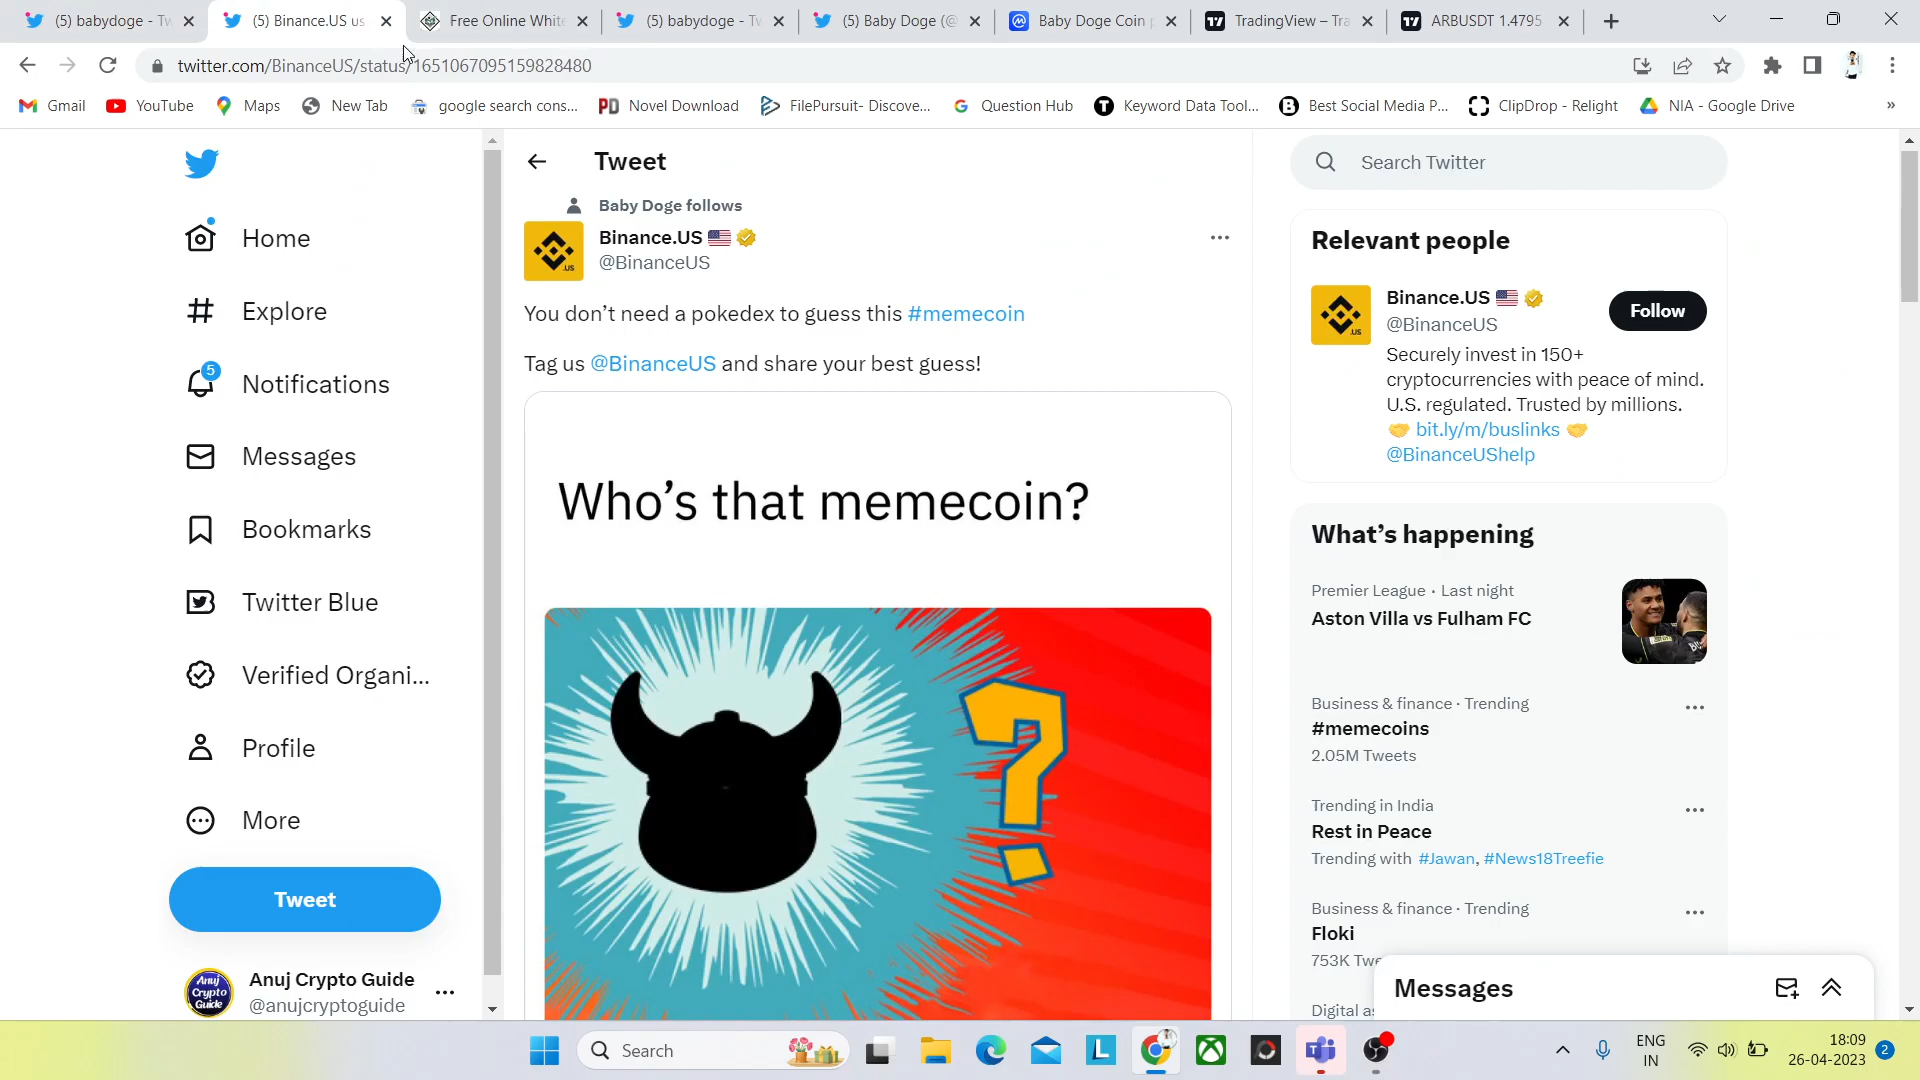 (5) babydoge - Tw
(5) Binance.US us
Free Online White
(5) babydoge - Tw
(5) Baby Doge (@
Baby Doge Coin p
TradingView – Tra
ARBUSDT 1.4795
twitter.com/BinanceUS/status/1651067095159828480
Gmail
YouTube
Maps
New Tab
google search cons...
Novel Download
FilePursuit- Discove...
Question Hub
Keyword Data Tool...
Best Social Media P...
ClipDrop - Relight
NIA - Google Drive
»
Home
Explore
5
Notifications
Messages
Bookmarks
Twitter Blue
Verified Organi...
Profile
More
Tweet
Anuj Crypto Guide
Anuj Crypto Guide
@anujcryptoguide
Tweet
Baby Doge follows
Binance.US
@BinanceUS
.US
You don’t need a pokedex to guess this #memecoin
Tag us @BinanceUS and share your best guess!
Who’s that memecoin?
?
Search Twitter
Relevant people
Binance.US
@BinanceUS
.US
Follow
Securely invest in 150+
cryptocurrencies with peace of mind.
U.S. regulated. Trusted by millions.
bit.ly/m/buslinks
@BinanceUShelp
What’s happening
Premier League · Last night
Aston Villa vs Fulham FC
Business & finance · Trending
#memecoins
2.05M Tweets
Trending in India
Rest in Peace
Trending with #Jawan, #News18Treefie
Business & finance · Trending
Floki
753K Twe
Digital as
Messages
Search
ENG
IN
18:09
26-04-2023
2